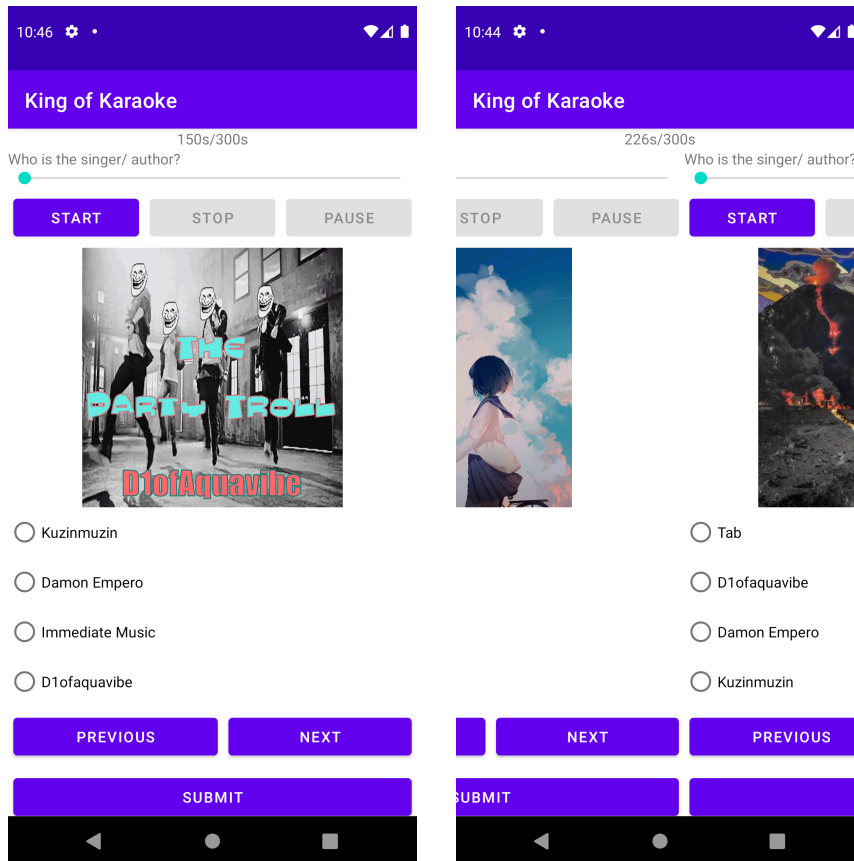 10:46
King of Karaoke
150s/300s
Who is the singer/ author?
START STOP PAUSE
THE
PARTY TROLL
D1ofAquavibe
Kuzinmuzin
Damon Empero
Immediate Music
D1ofaquavibe
PREVIOUS NEXT
SUBMIT
10:44
King of Karaoke
226s/300s
Who is the singer/ author?
STOP PAUSE START
Tab
D1ofaquavibe
Damon Empero
Kuzinmuzin
NEXT PREVIOUS
SUBMIT